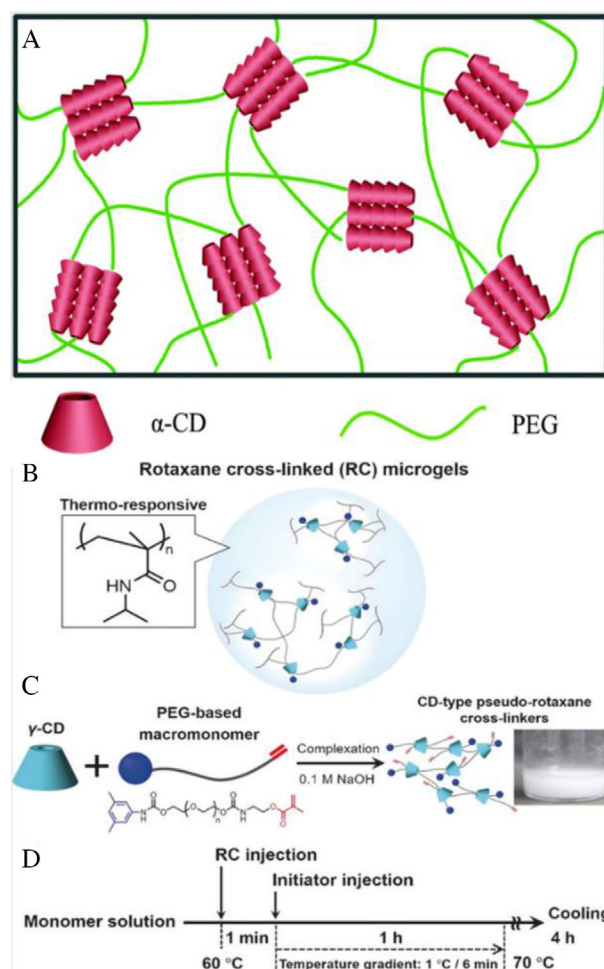 A
α-CD
PEG
B
Rotaxane cross-linked (RC) microgels
Thermo-responsive
n
HN
O
C
γ-CD
PEG-based
macromonomer
CD-type pseudo-rotaxane
cross-linkers
Complexation
0.1 M NaOH
H
N
O
O
O
O
n
O
O
N
H
O
O
D
RC injection
Initiator injection
Monomer solution
Cooling
1 min
1 h
4 h
60 °C
Temperature gradient: 1 °C / 6 min
70 °C